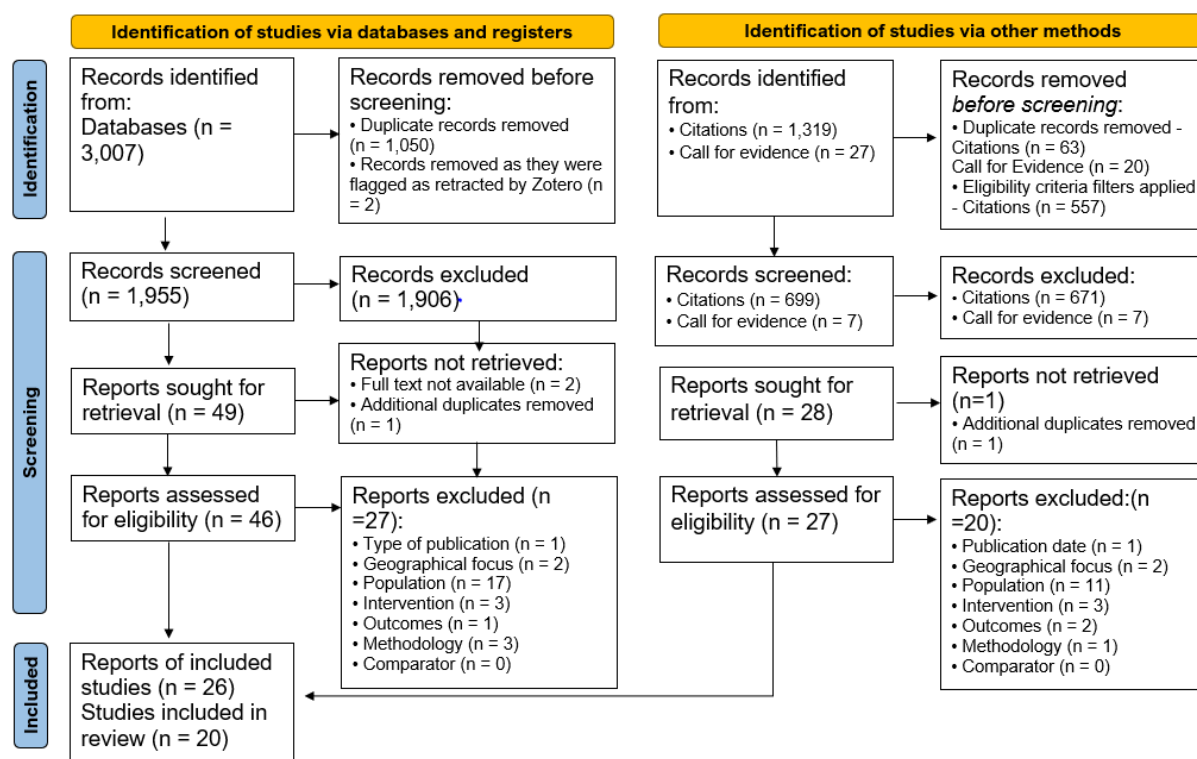 Identification of studies via databases and registers
Identification of studies via other methods
Identification
Records identified
from:
Databases (n =
3,007)
Records removed before
screening:
• Duplicate records removed
(n = 1,050)
• Records removed as they were
flagged as retracted by Zotero (n
= 2)
Records identified
from:
• Citations (n = 1,319)
• Call for evidence (n = 27)
Records removed
before screening:
• Duplicate records removed -
Citations (n = 63)
Call for Evidence (n = 20)
• Eligibility criteria filters applied
- Citations (n = 557)
Screening
Records screened
(n = 1,955)
Records excluded
(n = 1,906)
Records screened:
• Citations (n = 699)
• Call for evidence (n = 7)
Records excluded:
• Citations (n = 671)
• Call for evidence (n = 7)
Reports sought for
retrieval (n = 49)
Reports not retrieved:
• Full text not available (n = 2)
• Additional duplicates removed
(n = 1)
Reports sought for
retrieval (n = 28)
Reports not retrieved
(n=1)
• Additional duplicates removed
(n = 1)
Reports assessed
for eligibility (n = 46)
Reports excluded (n
=27):
• Type of publication (n = 1)
• Geographical focus (n = 2)
• Population (n = 17)
• Intervention (n = 3)
• Outcomes (n = 1)
• Methodology (n = 3)
• Comparator (n = 0)
Reports assessed for
eligibility (n = 27)
Reports excluded:(n
=20):
• Publication date (n = 1)
• Geographical focus (n = 2)
• Population (n = 11)
• Intervention (n = 3)
• Outcomes (n = 2)
• Methodology (n = 1)
• Comparator (n = 0)
Included
Reports of included
studies (n = 26)
Studies included in
review (n = 20)